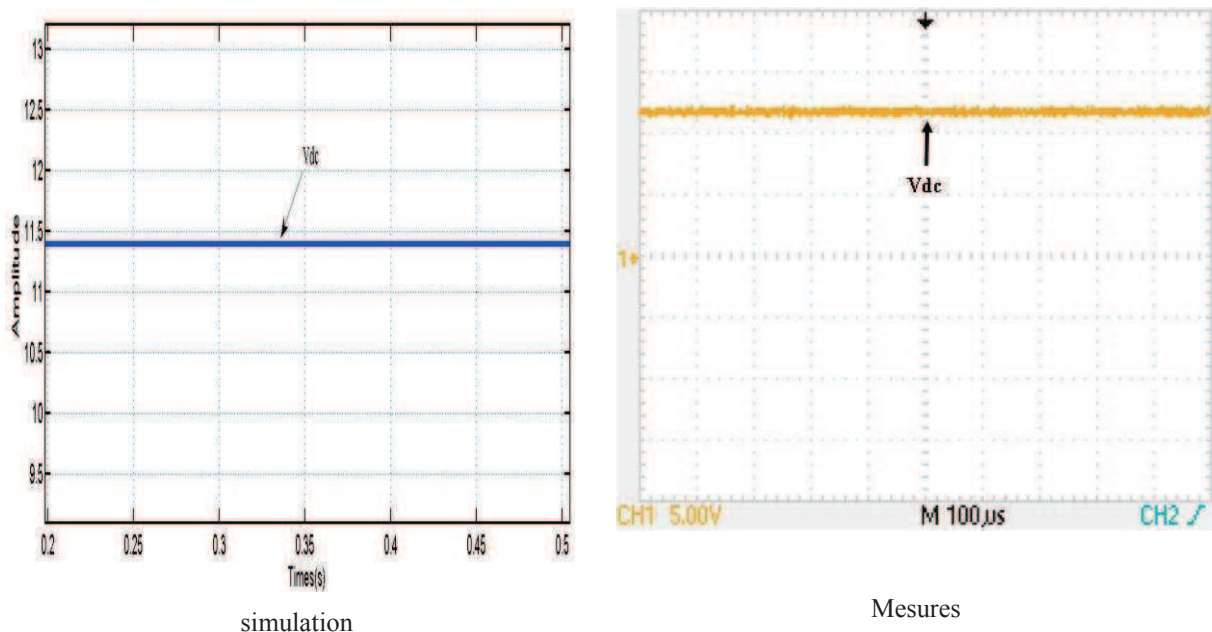 13
12.5
12
11.5
11
10.5
10
9.5
Amplitude
Vdc
0.2 0.25 0.3 0.35 0.4 0.45 0.5
Times(s)
simulation
Vdc
1
CH1 5.00V M 100µs CH2
Mesures